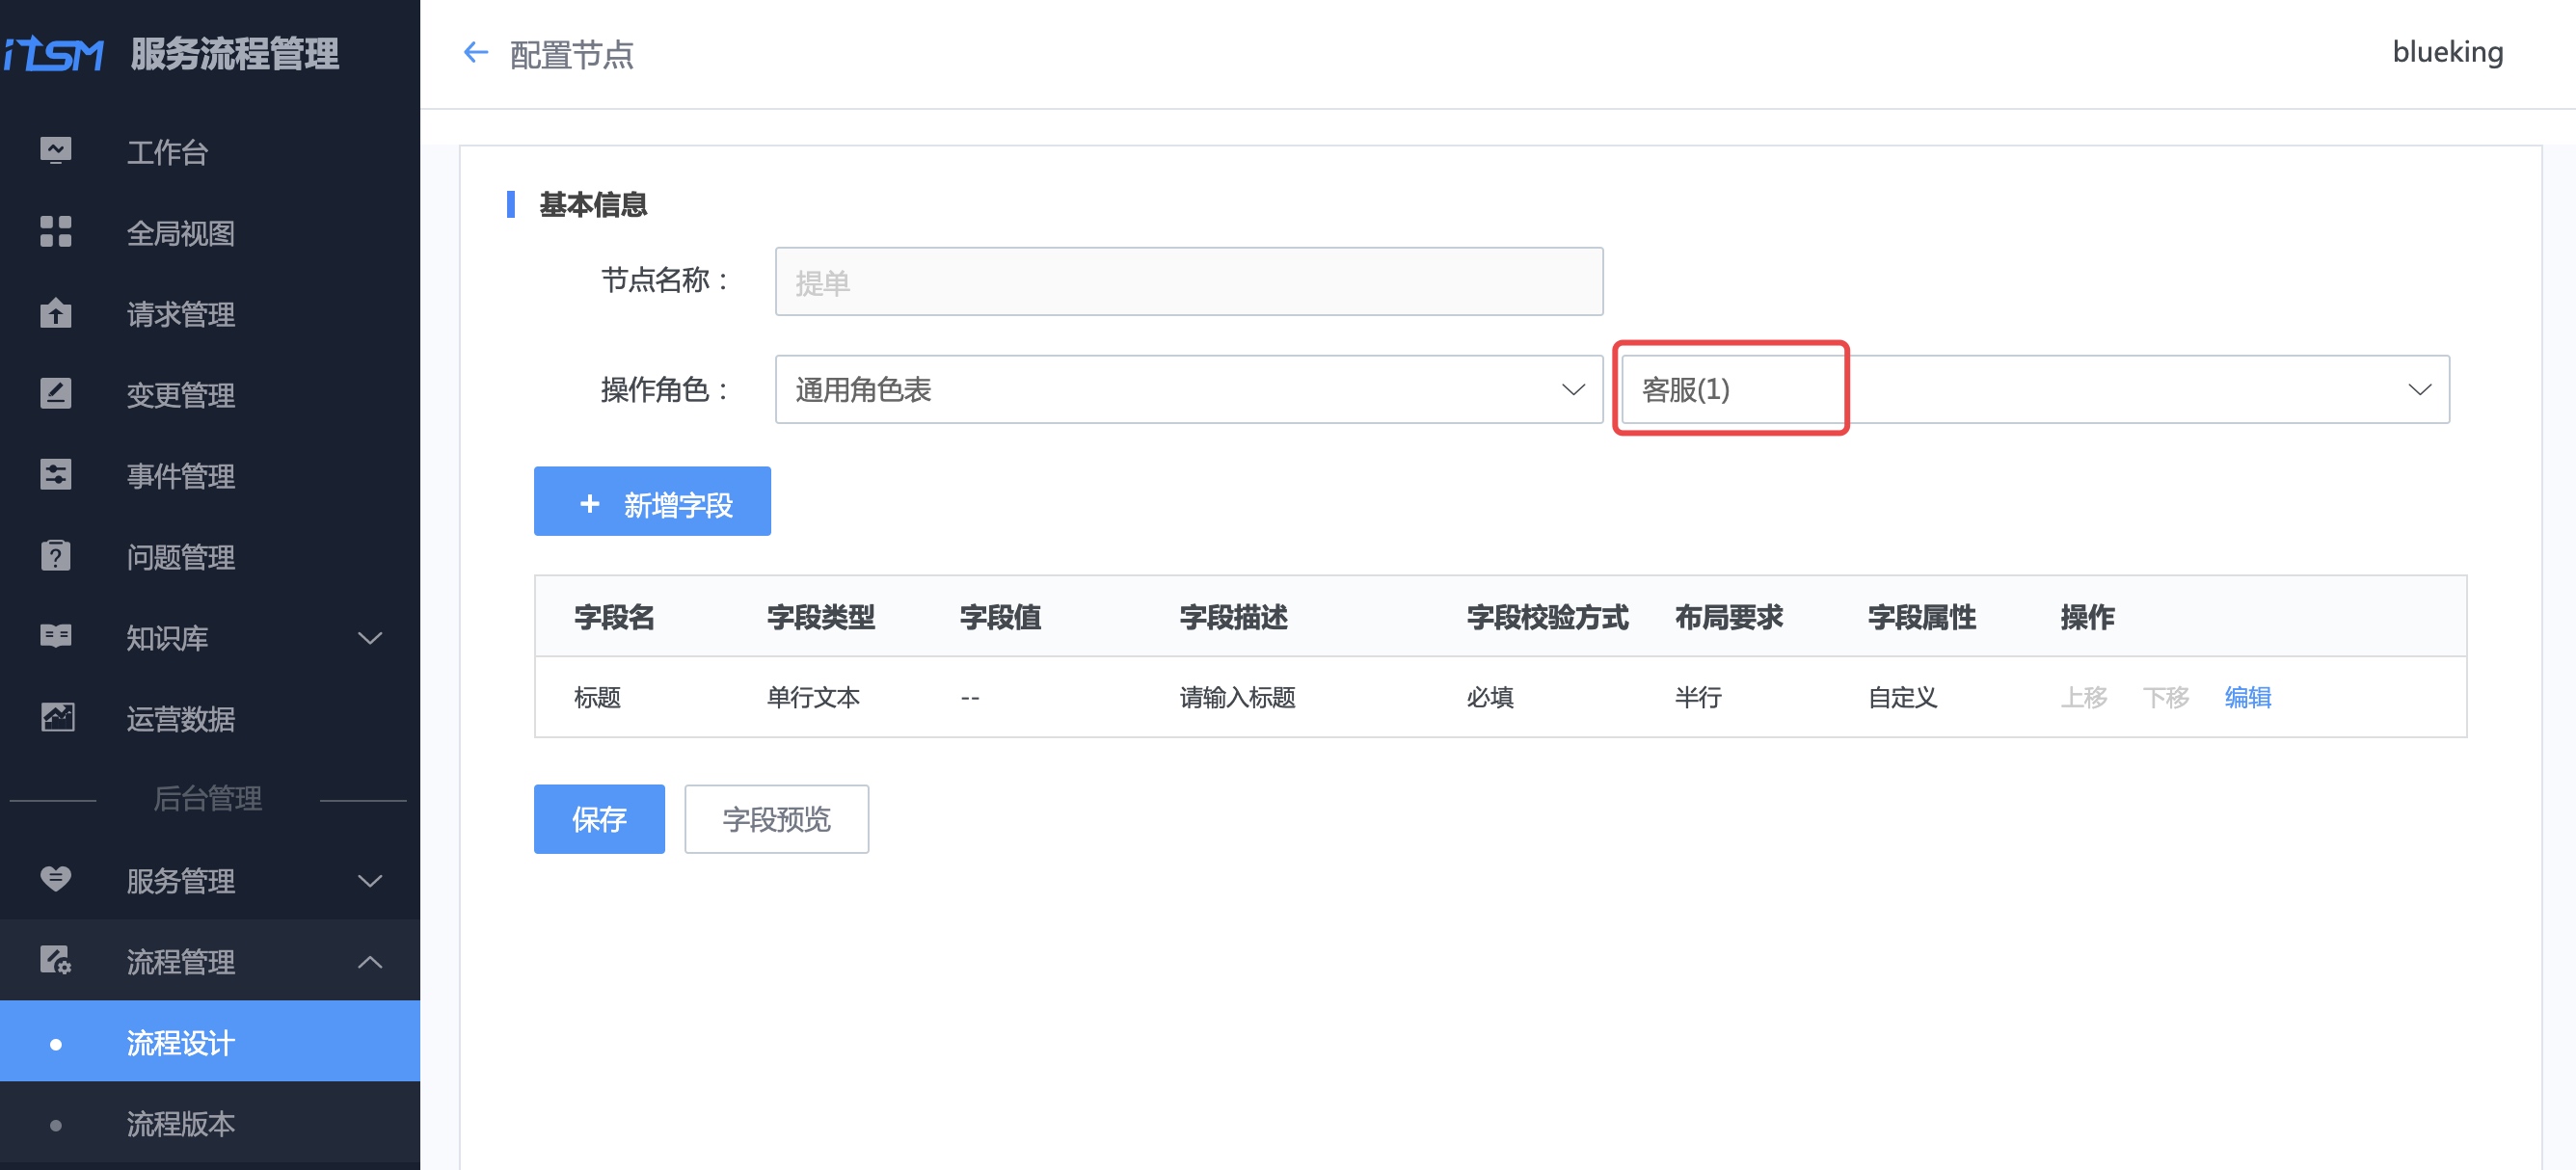 iTSM 服务流程管理
工作台
全局视图
请求管理
变更管理
事件管理
问题管理
知识库
运营数据
后台管理
服务管理
流程管理
流程设计
流程版本
配置节点
blueking
基本信息
节点名称：
提单
操作角色：
通用角色表
客服(1)
+ 新增字段
字段名 字段类型 字段值 字段描述 字段校验方式 布局要求 字段属性 操作
标题 单行文本 -- 请输入标题 必填 半行 自定义 上移 下移 编辑
保存
字段预览